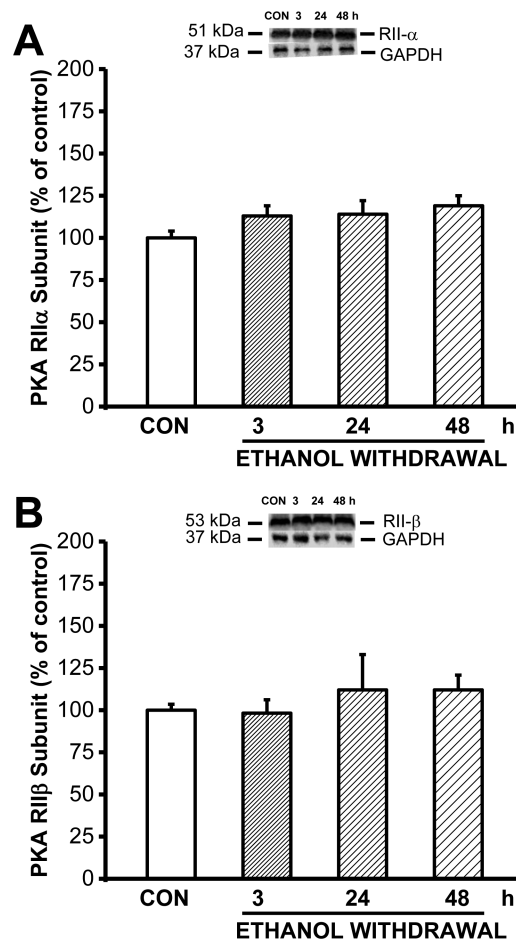 A
CON 3 24 48 h
51 kDa RII-α
37 kDa GAPDH
PKA RIIα Subunit (% of control)
200
175
150
125
100
75
50
25
0
CON 3 24 48 h
ETHANOL WITHDRAWAL
B
CON 3 24 48 h
53 kDa RII-β
37 kDa GAPDH
PKA RIIβ Subunit (% of control)
200
175
150
125
100
75
50
25
0
CON 3 24 48 h
ETHANOL WITHDRAWAL